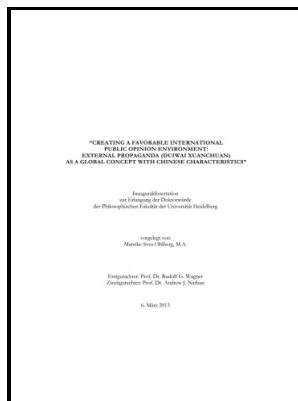 "CREATING A FAVORABLE INTERNATIONAL
PUBLIC OPINION ENVIRONMENT:
EXTERNAL PROPAGANDA (DUIWAI XUANCHUAN)
AS A GLOBAL CONCEPT WITH CHINESE CHARACTERISTICS"
Inauguraldissertation
zur Erlangung der Doktorwürde
der Philosophischen Fakultät der Universität Heidelberg
vorgelegt von
Mareike Svea Ohlberg, M.A.
Erstgutachter: Prof. Dr. Rudolf G. Wagner
Zweitgutachter: Prof. Dr. Andrew J. Nathan
6. März 2013